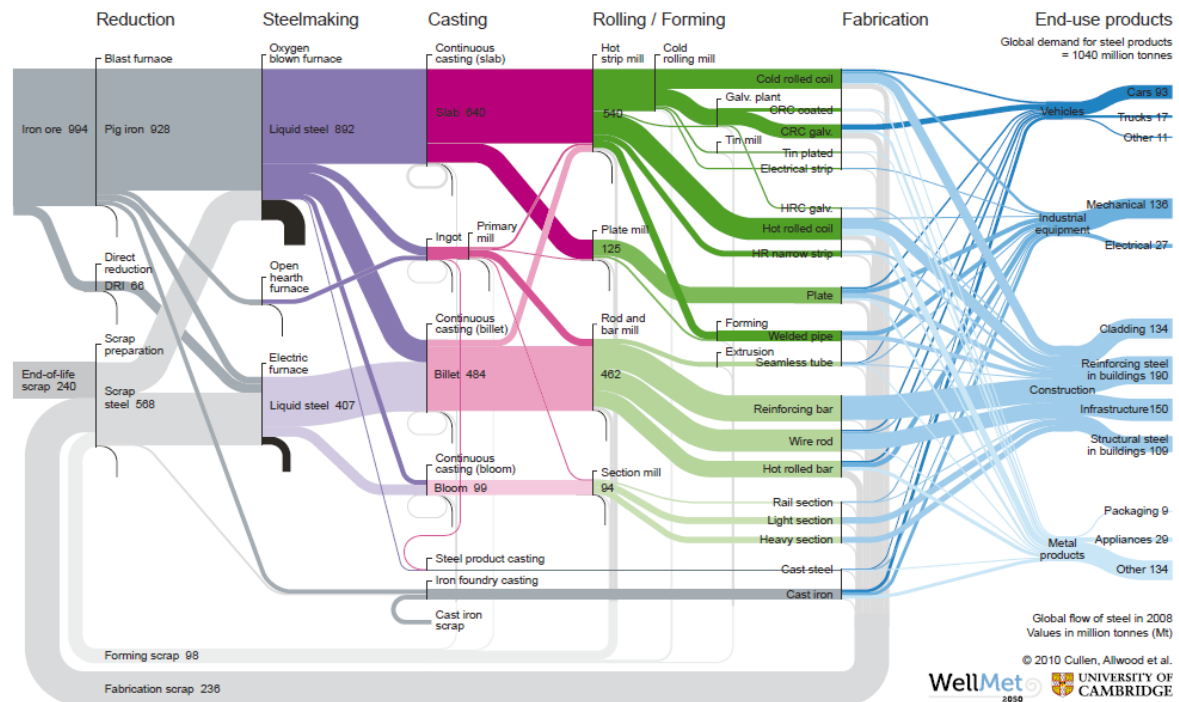 Reduction
Steelmaking
Casting
Rolling / Forming
Fabrication
End-use products
Global demand for steel products
= 1040 million tonnes
Blast furnace
Oxygen
blown furnace
Continuous
casting (slab)
Hot
strip mill
Cold
rolling mill
Iron ore 994
Pig iron 928
Liquid steel 892
Slab 640
540
Galv. plant
Tin mill
Cold rolled coil
CRC coated
CRC galv.
Tin plated
Electrical strip
HRC galv.
Hot rolled coil
HR narrow strip
Vehicles
Cars 93
Trucks 17
Other 11
Direct
reduction
DRI 66
Open
hearth
furnace
Ingot
Primary
mill
Plate mill
125
Plate
Industrial
equipment
Mechanical 136
Electrical 27
Scrap
preparation
End-of-life
scrap 240
Scrap
steel 568
Electric
furnace
Liquid steel 407
Continuous
casting (billet)
Billet 484
Rod and
bar mill
462
Forming
Welded pipe
Extrusion
Seamless tube
Reinforcing bar
Wire rod
Hot rolled bar
Construction
Cladding 134
Reinforcing steel
in buildings 190
Infrastructure150
Structural steel
in buildings 109
Continuous
casting (bloom)
Bloom 99
Section mill
94
Rail section
Light section
Heavy section
Steel product casting
Cast steel
Iron foundry casting
Cast iron
Cast iron
scrap
Metal
products
Packaging 9
Appliances 29
Other 134
Forming scrap 98
Fabrication scrap 236
Global flow of steel in 2008
Values in million tonnes (Mt)
© 2010 Cullen, Allwood et al.
WellMet
2050
UNIVERSITY OF
CAMBRIDGE